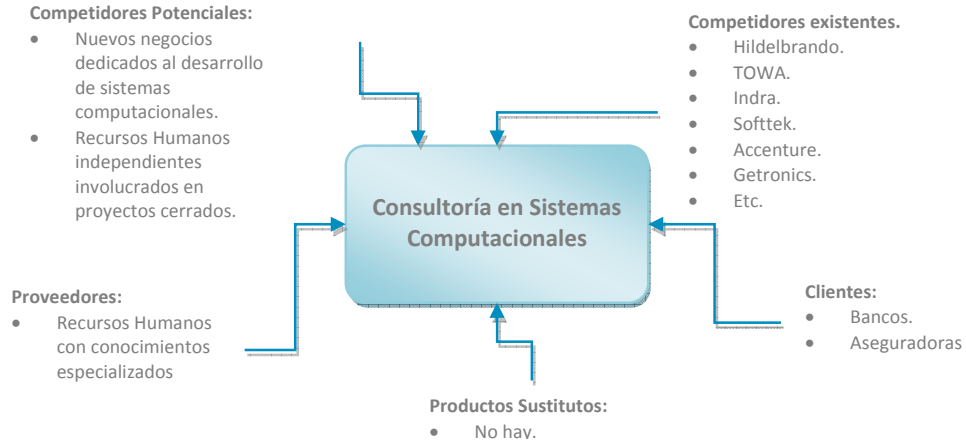 Competidores Potenciales:
• Nuevos negocios
dedicados al desarrollo
de sistemas
computacionales.
• Recursos Humanos
independientes
involucrados en
proyectos cerrados.
Competidores existentes.
• Hildelbrando.
• TOWA.
• Indra.
• Softtek.
• Accenture.
• Getronics.
• Etc.
Consultoría en Sistemas
Computacionales
Proveedores:
• Recursos Humanos
con conocimientos
especializados
Clientes:
• Bancos.
• Aseguradoras
Productos Sustitutos:
• No hay.